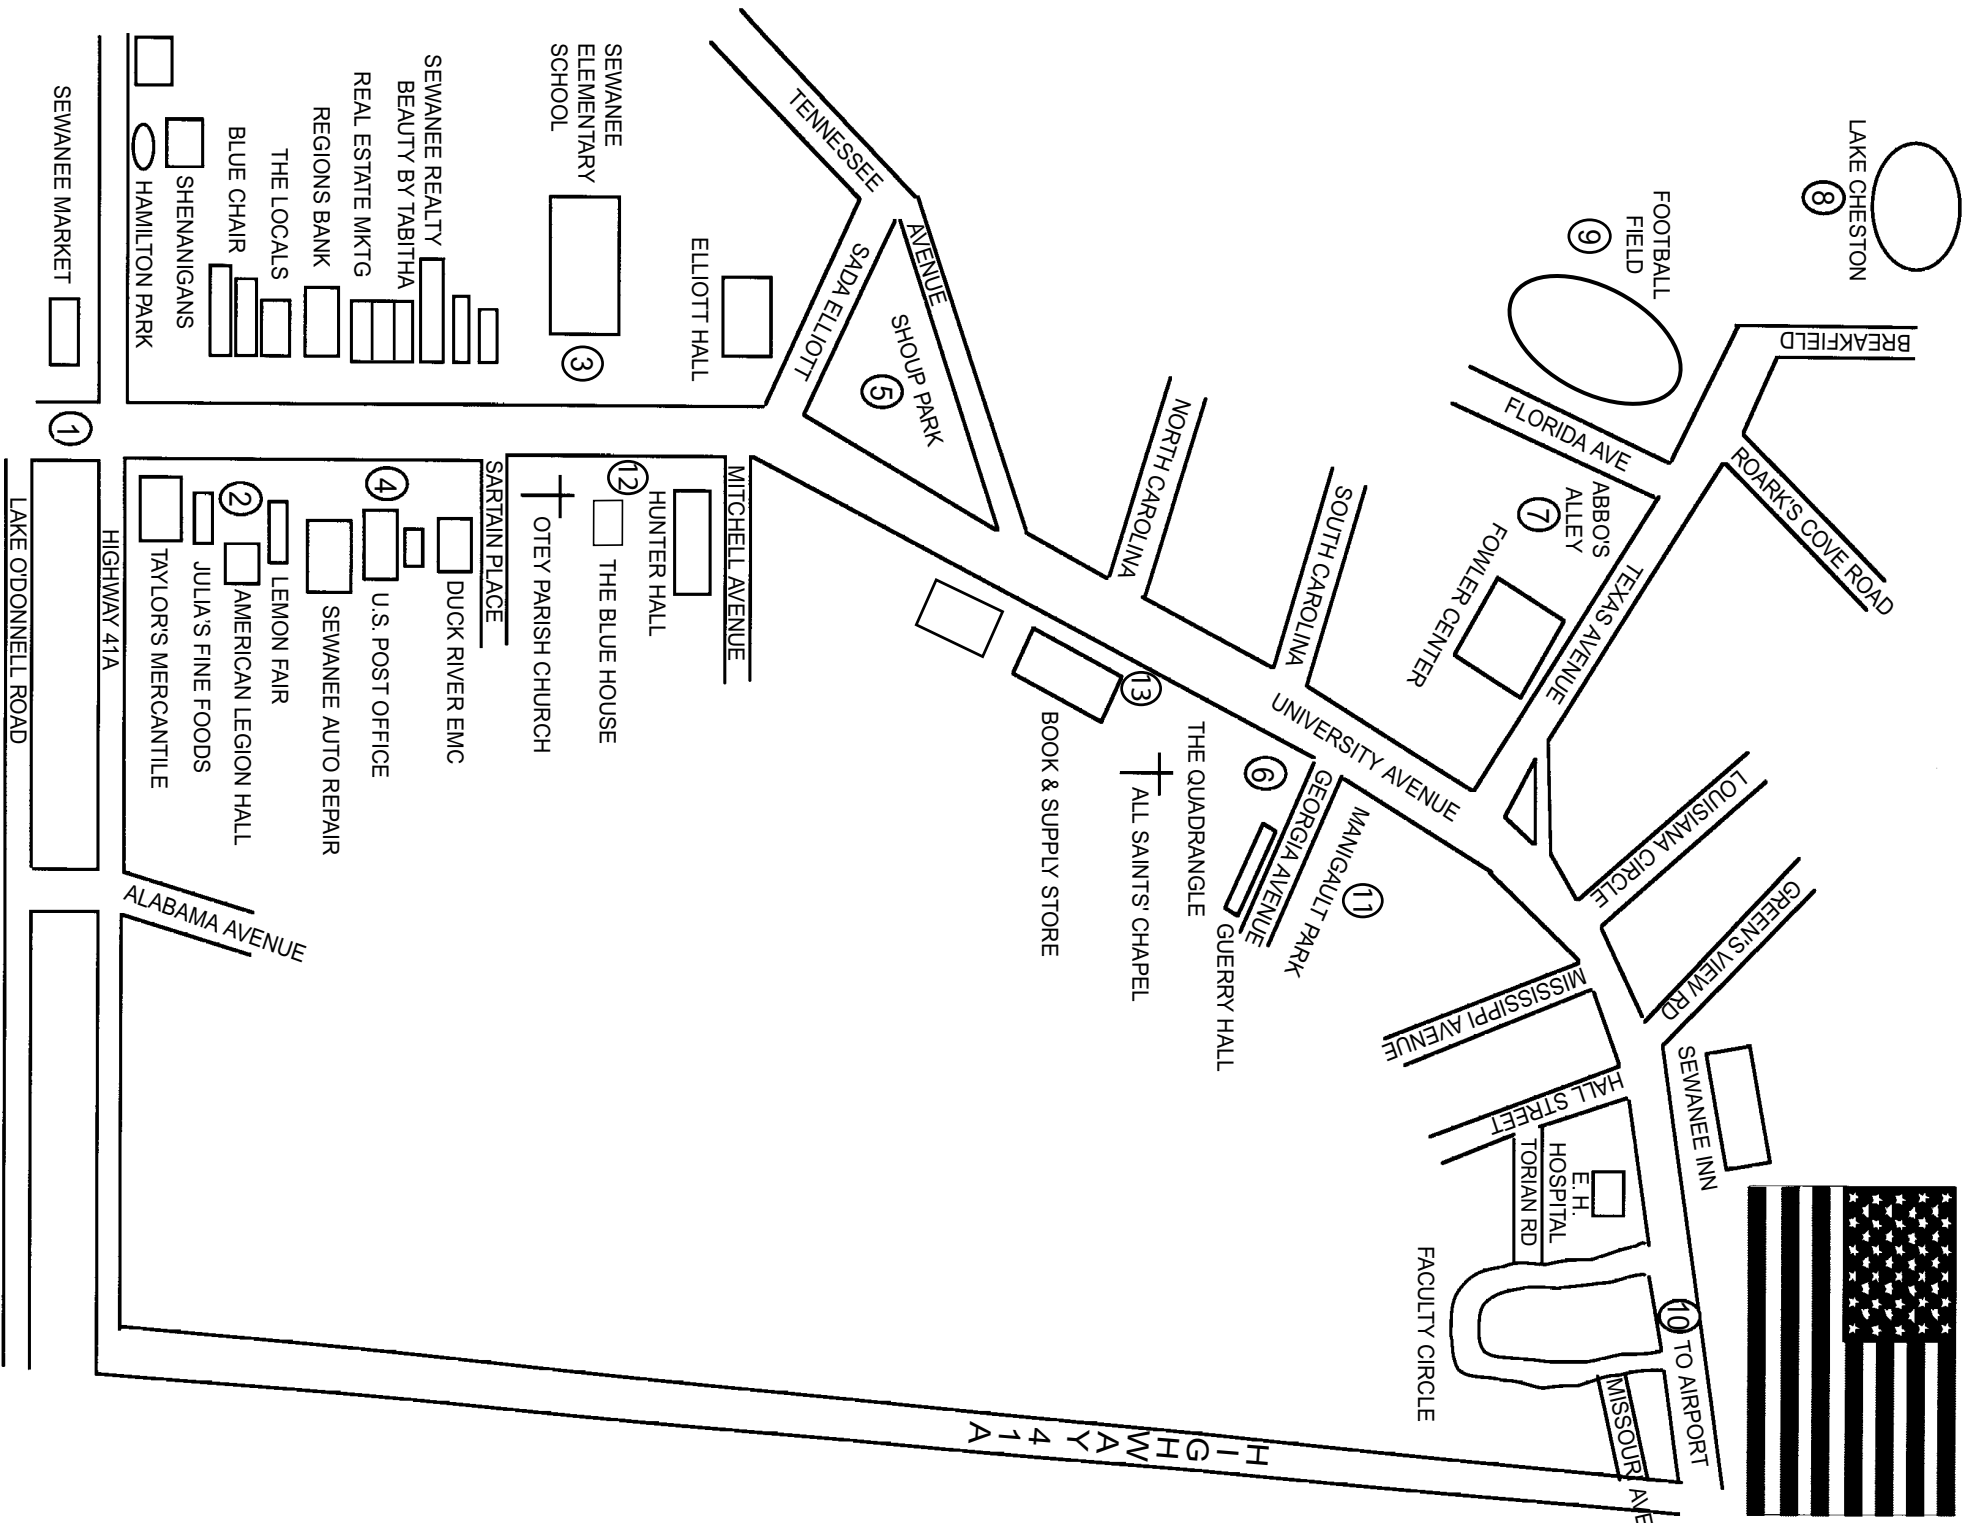 LAKE CHESTON
8
BREAKFIELD
ROARK'S COVE ROAD
FOOTBALL
FIELD
9
FLORIDA AVE
ABBO'S
ALLEY
7
FOWLER CENTER
TEXAS AVENUE
LOUISIANA CIRCLE
GREEN'S VIEW RD
SEWANEE INN
MISSISSIPPI AVENUE
HALL STREET
E.H.
HOSPITAL
TORIAN RD
10
TO AIRPORT
FACULTY CIRCLE
MISSOURI AVE
SOUTH CAROLINA
NORTH CAROLINA
UNIVERSITY AVENUE
MANIGAULT PARK
11
GEORGIA AVENUE
6
GUERRY HALL
THE QUADRANGLE
ALL SAINTS' CHAPEL
13
BOOK & SUPPLY STORE
TENNESSEE
AVENUE
SHOUP PARK
5
SADA ELLIOTT
ELLIOTT HALL
MITCHELL AVENUE
HUNTER HALL
12
THE BLUE HOUSE
OTEY PARISH CHURCH
SARTAIN PLACE
SEWANEE
ELEMENTARY
SCHOOL
3
SEWANEE REALTY
BEAUTY BY TABITHA
REAL ESTATE MKTG
REGIONS BANK
THE LOCALS
BLUE CHAIR
SHENANIGANS
HAMILTON PARK
DUCK RIVER EMC
4
U.S. POST OFFICE
SEWANEE AUTO REPAIR
LEMON FAIR
2
AMERICAN LEGION HALL
JULIA'S FINE FOODS
TAYLOR'S MERCANTILE
ALABAMA AVENUE
HIGHWAY 41A
HIGHWAY 41A
SEWANEE MARKET
1
LAKE O'DONNELL ROAD